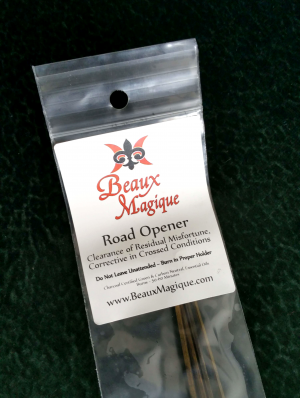 Beaux
Magique
Road Opener
Clearance of Residual Misfortune,
Corrective in Crossed Conditions
Do Not Leave Unattended - Burn in Proper Holder
www.BeauxMagique.com